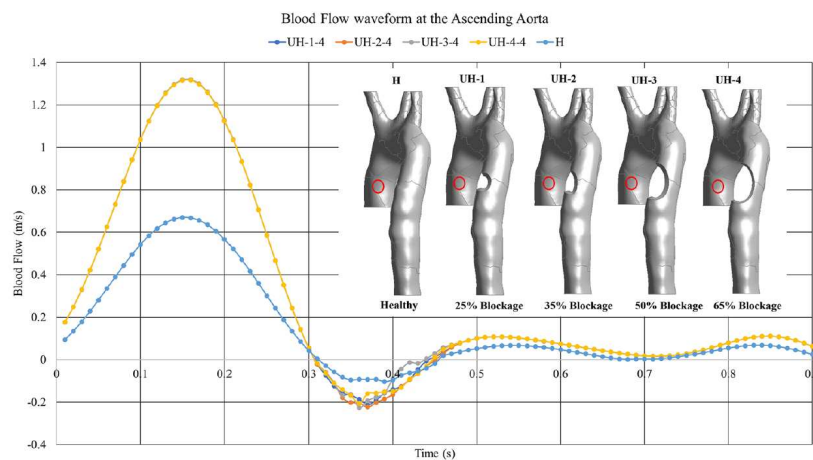 Blood Flow waveform at the Ascending Aorta
UH-1-4 UH-2-4 UH-3-4 UH-4-4 H
1.4
1.2
1
0.8
0.6
0.4
0.2
0
-0.2
-0.4
Blood Flow (m/s)
H UH-1 UH-2 UH-3 UH-4
Healthy 25% Blockage 35% Blockage 50% Blockage 65% Blockage
0 0.1 0.2 0.3 0.4 0.5 0.6 0.7 0.8 0.
Time (s)